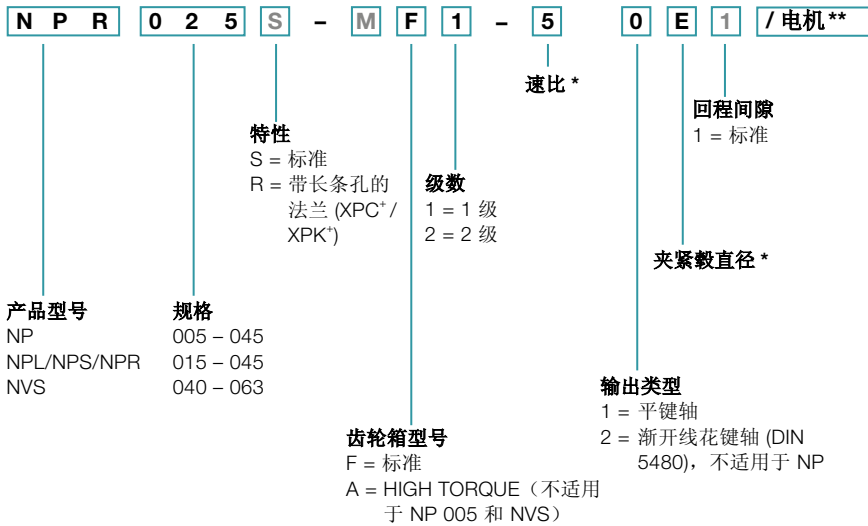 NPR 025 S – M F 1 – 5 0 E 1 / 电机**
速比 *
回程间隙
1 = 标准
特性
S = 标准
R = 带长条孔的
法兰 (XPC⁺ /
XPK⁺)
级数
1 = 1 级
2 = 2 级
夹紧毂直径 *
产品型号 规格
NP 005 – 045
NPL/NPS/NPR 015 – 045
NVS 040 – 063
输出类型
1 = 平键轴
2 = 渐开线花键轴 (DIN
5480)，不适用于 NP
齿轮箱型号
F = 标准
A = HIGH TORQUE（不适用
于 NP 005 和 NVS）